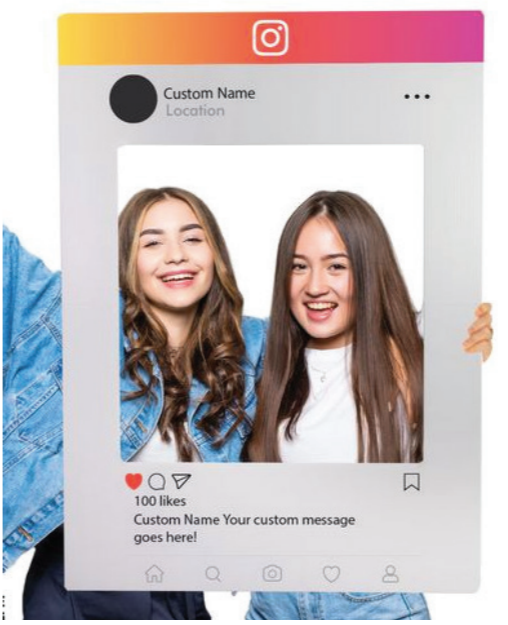 Custom Name
Location
100 likes
Custom Name Your custom message
goes here!